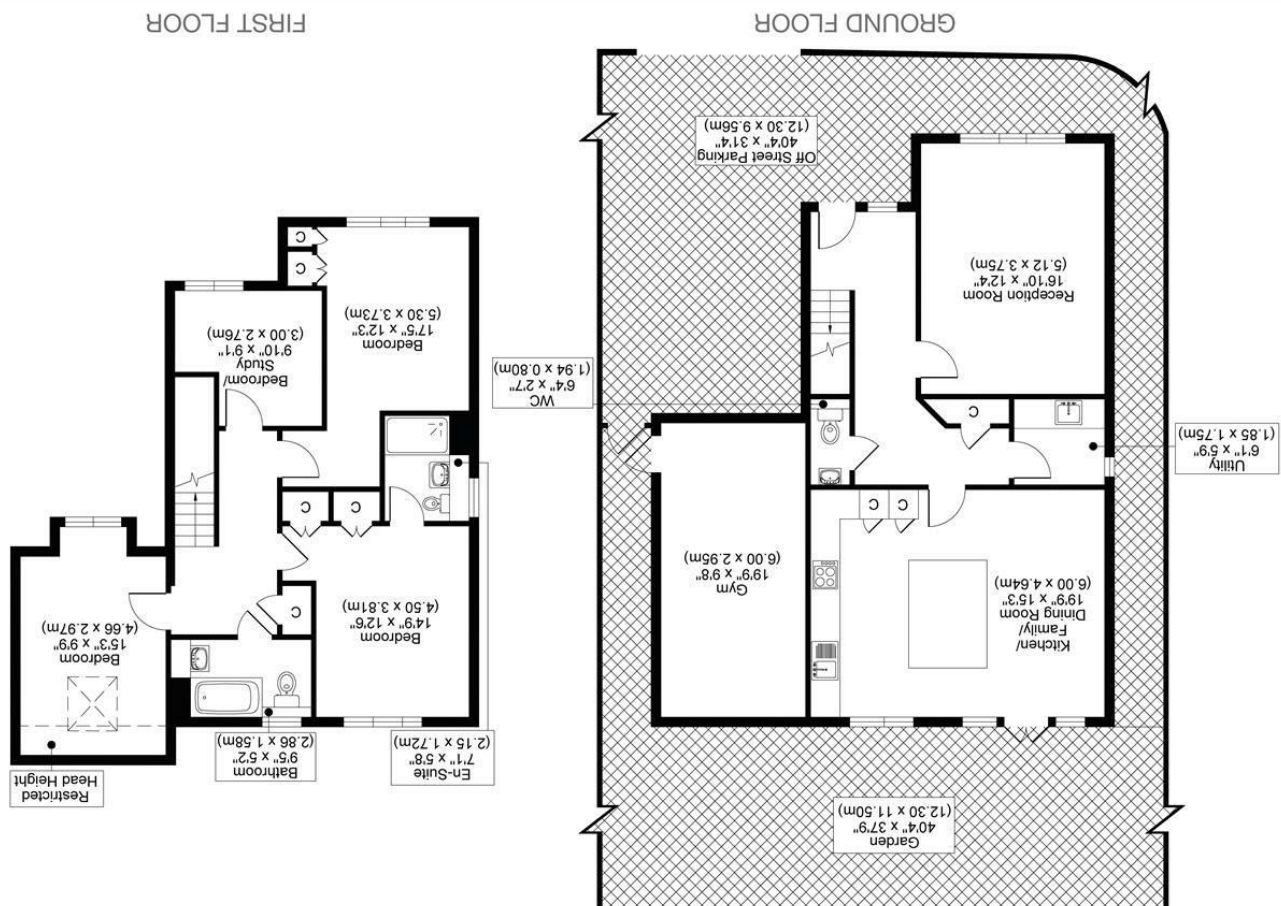 Garden
40'4" x 37'9"
(12.30 x 11.50m)
Kitchen/
Family/
Dining Room
19'9" x 15'3"
(6.00 x 4.64m)
Gym
19'9" x 9'8"
(6.00 x 2.95m)
C
C
Utility
6'1" x 5'9"
(1.85 x 1.75m)
C
WC
6'4" x 2'7"
(1.94 x 0.80m)
Reception Room
16'10" x 12'4"
(5.12 x 3.75m)
Off Street Parking
40'4" x 31'4"
(12.30 x 9.56m)
GROUND FLOOR
En-Suite
7'1" x 5'8"
(2.15 x 1.72m)
Bathroom
9'5" x 5'2"
(2.86 x 1.58m)
Restricted
Head Height
Bedroom
14'9" x 12'6"
(4.50 x 3.81m)
C
Bedroom
15'3" x 9'9"
(4.66 x 2.97m)
C
C
Bedroom
17'5" x 12'3"
(5.30 x 3.73m)
Bedroom/
Study
9'10" x 9'1"
(3.00 x 2.76m)
C
C
FIRST FLOOR